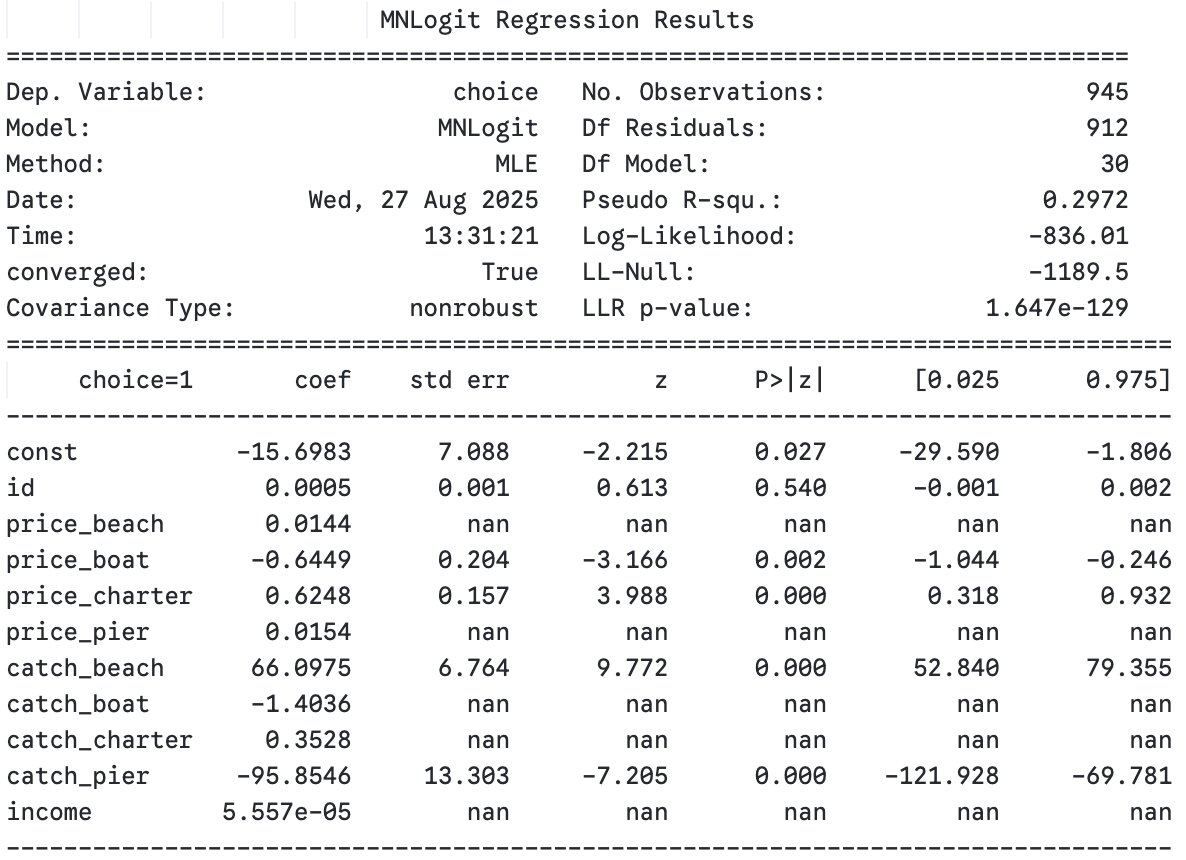 MNLogit Regression Results
==============================================================================
Dep. Variable:                 choice   No. Observations:                  945
Model:                        MNLogit   Df Residuals:                      912
Method:                           MLE   Df Model:                           30
Date:                Wed, 27 Aug 2025   Pseudo R-squ.:                  0.2972
Time:                        13:31:21   Log-Likelihood:                -836.01
converged:                       True   LL-Null:                       -1189.5
Covariance Type:            nonrobust   LLR p-value:                1.647e-129
=================================================================================
     choice=1       coef    std err          z      P>|z|      [0.025      0.975]
---------------------------------------------------------------------------------
const           -15.6983      7.088     -2.215      0.027     -29.590      -1.806
id                0.0005      0.001      0.613      0.540      -0.001       0.002
price_beach       0.0144        nan        nan        nan         nan         nan
price_boat       -0.6449      0.204     -3.166      0.002      -1.044      -0.246
price_charter     0.6248      0.157      3.988      0.000       0.318       0.932
price_pier        0.0154        nan        nan        nan         nan         nan
catch_beach      66.0975      6.764      9.772      0.000      52.840      79.355
catch_boat       -1.4036        nan        nan        nan         nan         nan
catch_charter     0.3528        nan        nan        nan         nan         nan
catch_pier      -95.8546     13.303     -7.205      0.000    -121.928     -69.781
income         5.557e-05        nan        nan        nan         nan         nan
---------------------------------------------------------------------------------